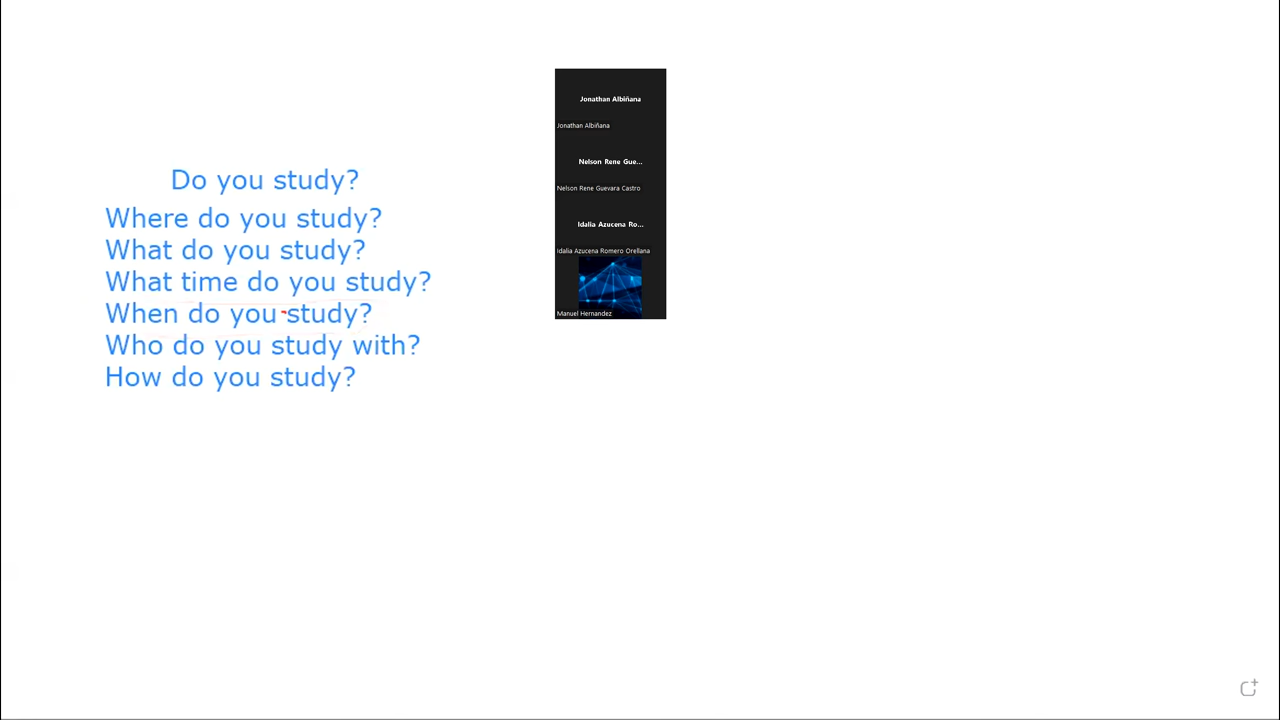 Do you study?
Where do you study?
What do you study?
What time do you study?
When do you study?
Who do you study with?
How do you study?
Jonathan Albiñana
Jonathan Albiñana
Nelson Rene Gue...
Nelson Rene Guevara Castro
Idalia Azucena Ro...
Idalia Azucena Romero Orellana
Manuel Hernandez